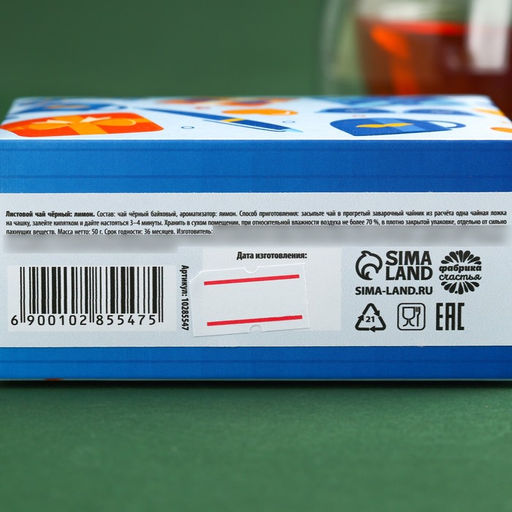 Листовой чай чёрный: лимон. Состав: чай чёрный байховый, ароматизатор: лимон. Способ приготовления: засыпьте чай в прогретый заварочный чайник из расчёта одна чайная ложка
на чашку, залейте кипятком и дайте настояться 3-4 минуты. Хранить в сухом помещении, при относительной влажности воздуха не более 70 %, в плотно закрытой упаковке, отдельно от сильно
пахнущих веществ. Масса нетто: 50 г. Срок годности: 36 месяцев. Изготовитель:
Дата изготовления:
6 900102 855475
Артикул: 10285547
SIMA
LAND
SIMA-LAND.RU
фабрика
счастья
21
EAC